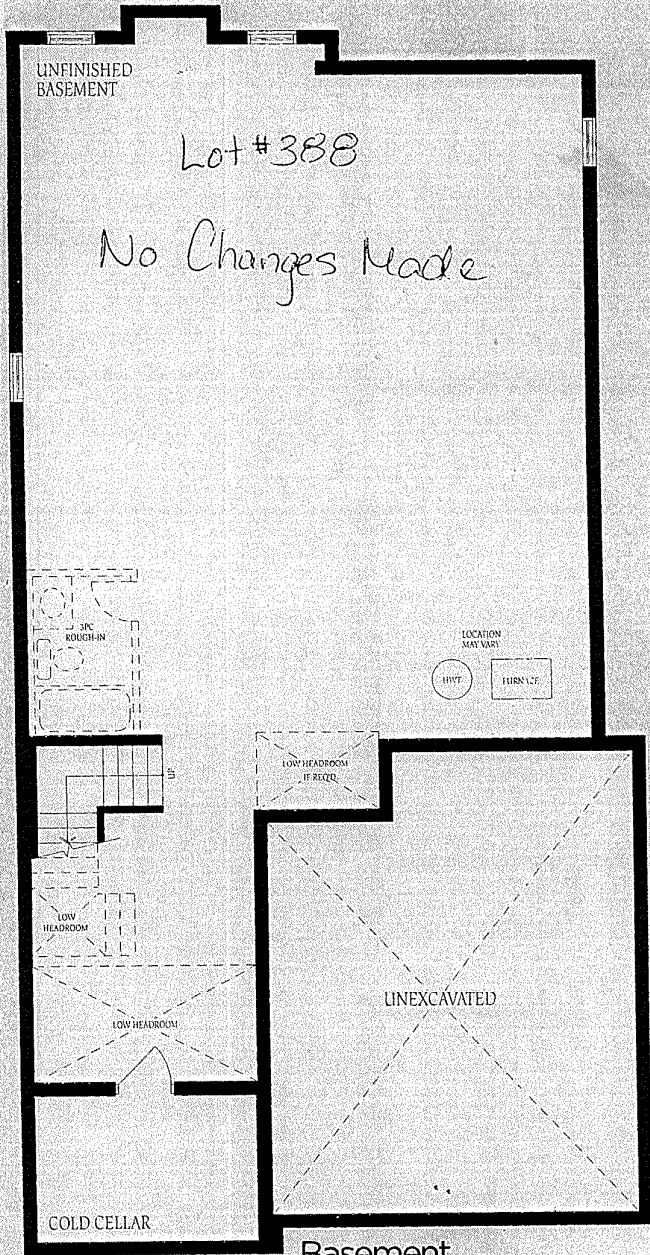 UNFINISHED
BASEMENT
Lot #388
No Changes Made
3PC
ROUGH-IN
LOCATION
MAY VARY
HWT
FURNACE
UP
LOW HEADROOM
IF REQ'D
LOW
HEADROOM
LOW HEADROOM
UNEXCAVATED
COLD CELLAR
Basement